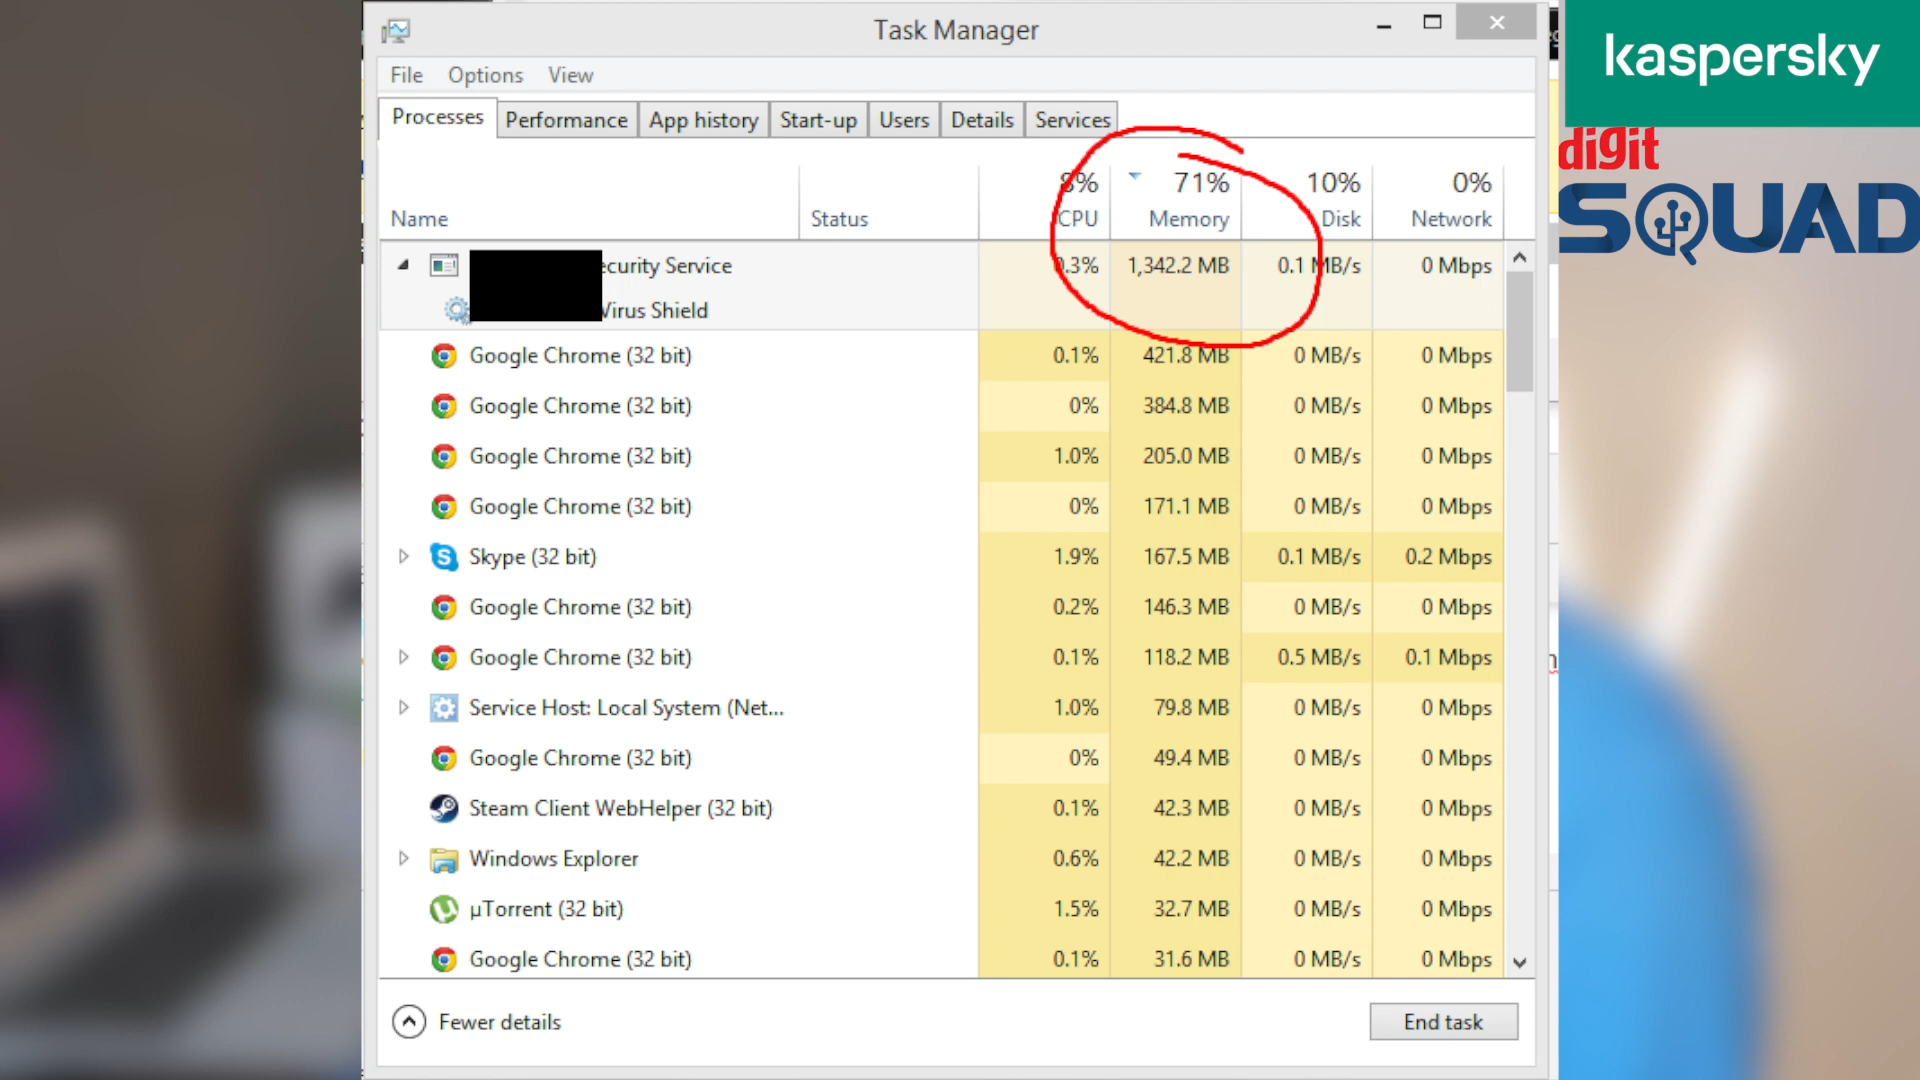 Task Manager
kaspersky
digit
SQUAD
File Options View
Processes Performance App history Start-up Users Details Services
8% 71% 10% 0%
Name Status CPU Memory Disk Network
ecurity Service 0.3% 1,342.2 MB 0.1 MB/s 0 Mbps
Virus Shield
Google Chrome (32 bit) 0.1% 421.8 MB 0 MB/s 0 Mbps
Google Chrome (32 bit) 0% 384.8 MB 0 MB/s 0 Mbps
Google Chrome (32 bit) 1.0% 205.0 MB 0 MB/s 0 Mbps
Google Chrome (32 bit) 0% 171.1 MB 0 MB/s 0 Mbps
Skype (32 bit) 1.9% 167.5 MB 0.1 MB/s 0.2 Mbps
Google Chrome (32 bit) 0.2% 146.3 MB 0 MB/s 0 Mbps
Google Chrome (32 bit) 0.1% 118.2 MB 0.5 MB/s 0.1 Mbps
Service Host: Local System (Net... 1.0% 79.8 MB 0 MB/s 0 Mbps
Google Chrome (32 bit) 0% 49.4 MB 0 MB/s 0 Mbps
Steam Client WebHelper (32 bit) 0.1% 42.3 MB 0 MB/s 0 Mbps
Windows Explorer 0.6% 42.2 MB 0 MB/s 0 Mbps
µTorrent (32 bit) 1.5% 32.7 MB 0 MB/s 0 Mbps
Google Chrome (32 bit) 0.1% 31.6 MB 0 MB/s 0 Mbps
Fewer details End task